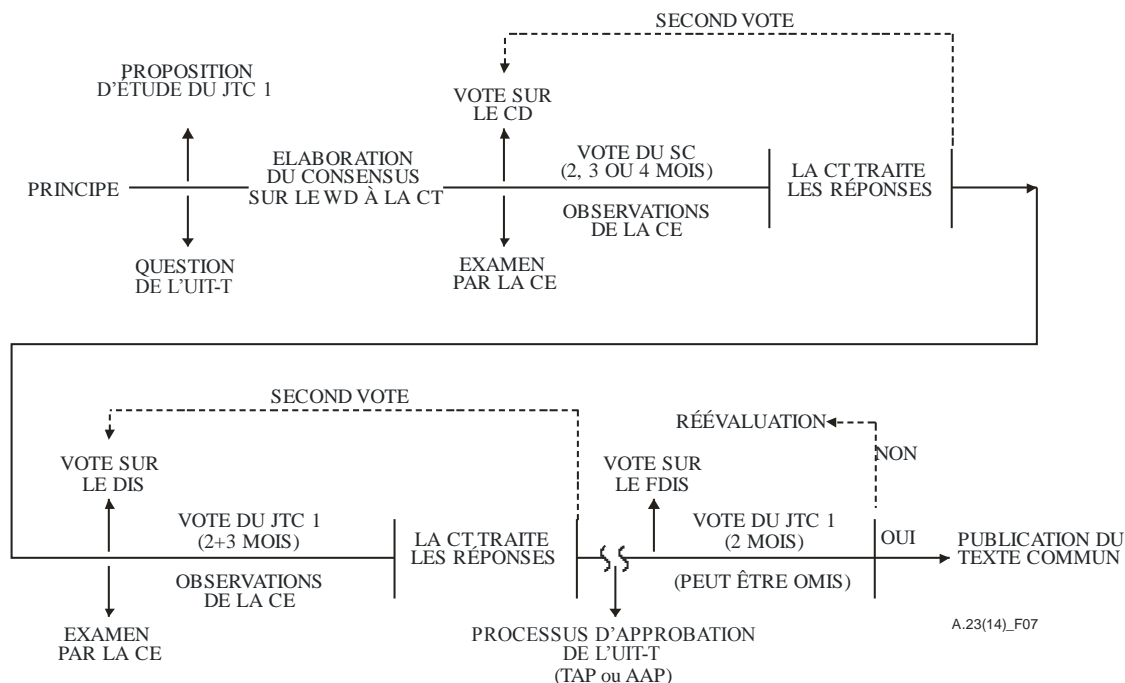 SECOND VOTE
PROPOSITION
D'ÉTUDE DU JTC 1
VOTE SUR
LE CD
PRINCIPE
ELABORATION
DU CONSENSUS
SUR LE WD À LA CT
VOTE DU SC
(2, 3 OU 4 MOIS)
LA CT TRAITE
LES RÉPONSES
OBSERVATIONS
DE LA CE
QUESTION
DE L'UIT-T
EXAMEN
PAR LA CE
SECOND VOTE
RÉÉVALUATION
NON
VOTE SUR
LE DIS
VOTE SUR
LE FDIS
VOTE DU JTC 1
(2+3 MOIS)
LA CT TRAITE
LES RÉPONSES
VOTE DU JTC 1
(2 MOIS)
OUI
PUBLICATION DU
TEXTE COMMUN
OBSERVATIONS
DE LA CE
(PEUT ÊTRE OMIS)
EXAMEN
PAR LA CE
PROCESSUS D'APPROBATION
DE L'UIT-T
(TAP ou AAP)
A.23(14)_F07